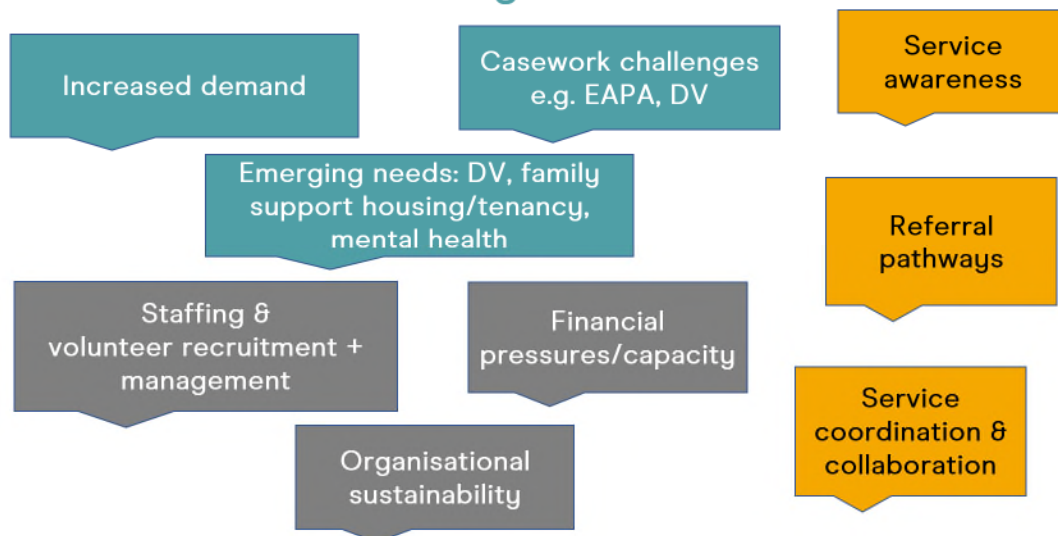 Increased demand
Casework challenges
e.g. EAPA, DV
Emerging needs: DV, family
support housing/tenancy,
mental health
Staffing &
volunteer recruitment +
management
Financial
pressures/capacity
Organisational
sustainability
Service
awareness
Referral
pathways
Service
coordination &
collaboration